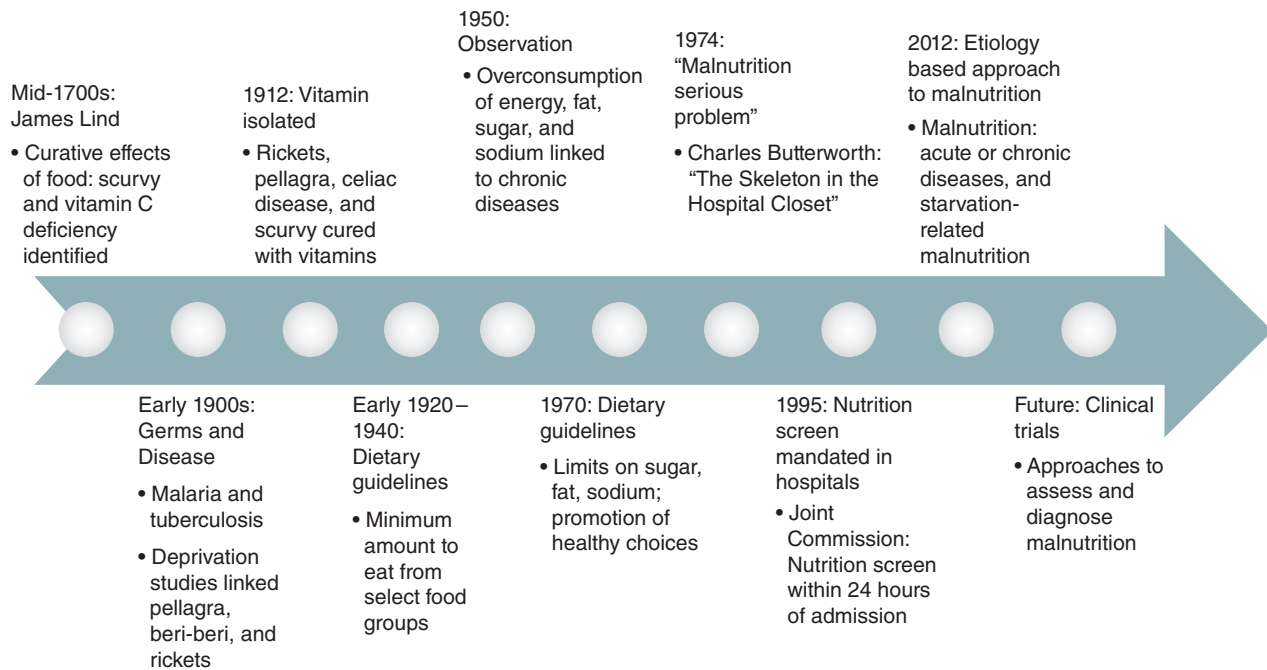 Mid-1700s:
James Lind
• Curative effects
of food: scurvy
and vitamin C
deficiency
identified
Early 1900s:
Germs and
Disease
• Malaria and
tuberculosis
• Deprivation
studies linked
pellagra,
beri-beri, and
rickets
1912: Vitamin
isolated
• Rickets,
pellagra, celiac
disease, and
scurvy cured
with vitamins
Early 1920–
1940:
Dietary
guidelines
• Minimum
amount to
eat from
select food
groups
1950:
Observation
• Overconsumption
of energy, fat,
sugar, and
sodium linked
to chronic
diseases
1970: Dietary
guidelines
• Limits on sugar,
fat, sodium;
promotion of
healthy choices
1974:
“Malnutrition
serious
problem”
• Charles Butterworth:
“The Skeleton in the
Hospital Closet”
1995: Nutrition
screen
mandated in
hospitals
• Joint
Commission:
Nutrition screen
within 24 hours
of admission
2012: Etiology
based approach
to malnutrition
• Malnutrition:
acute or chronic
diseases, and
starvation-
related
malnutrition
Future: Clinical
trials
• Approaches to
assess and
diagnose
malnutrition